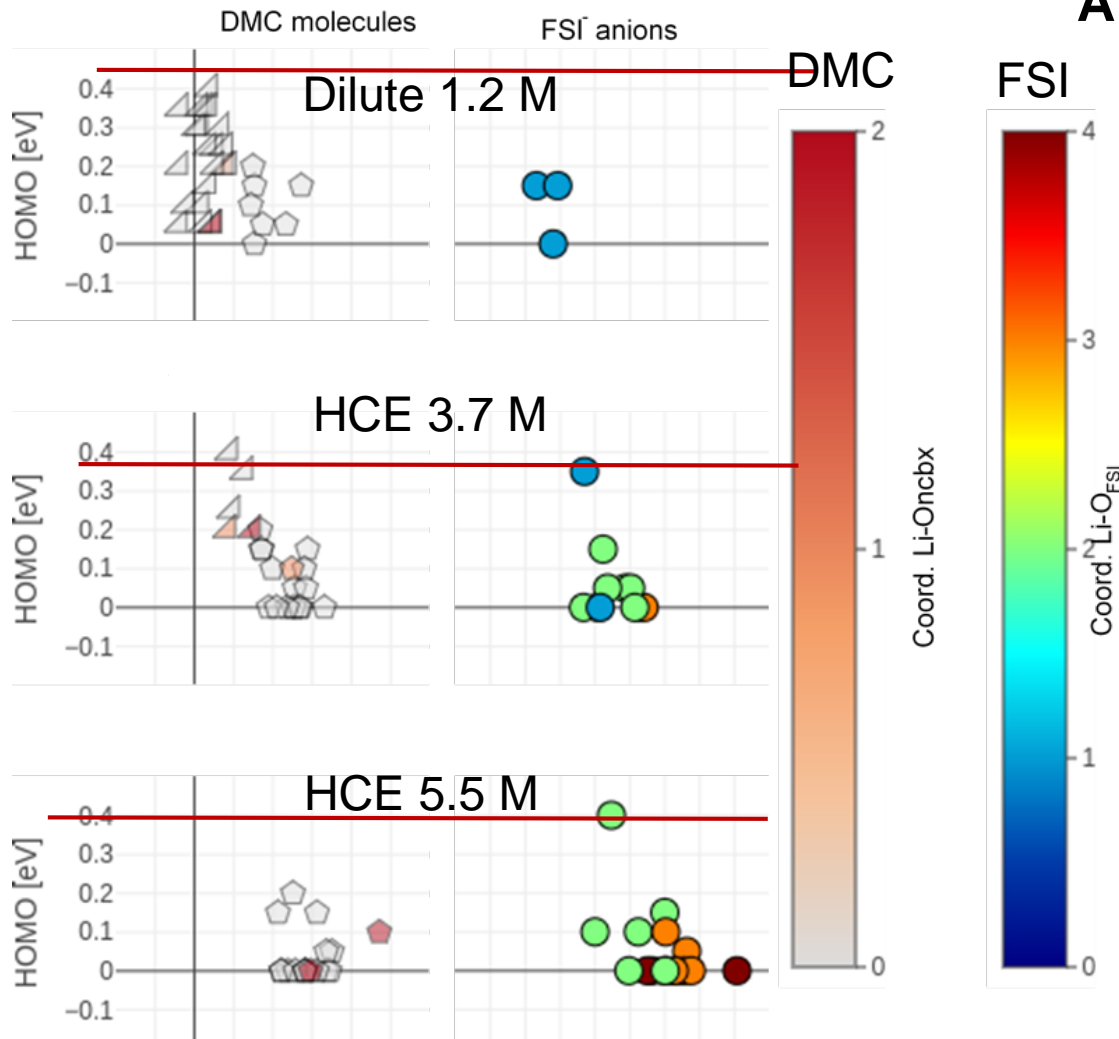 A
DMC molecules
FSI⁻ anions
DMC
FSI
Dilute 1.2 M
HOMO [eV]
0.4
0.3
0.2
0.1
0
−0.1
HCE 3.7 M
HOMO [eV]
0.4
0.3
0.2
0.1
0
−0.1
HCE 5.5 M
HOMO [eV]
0.4
0.3
0.2
0.1
0
−0.1
2
1
0
Coord. Li-Oncbx
4
3
2
1
0
Coord. Li-O_FSI